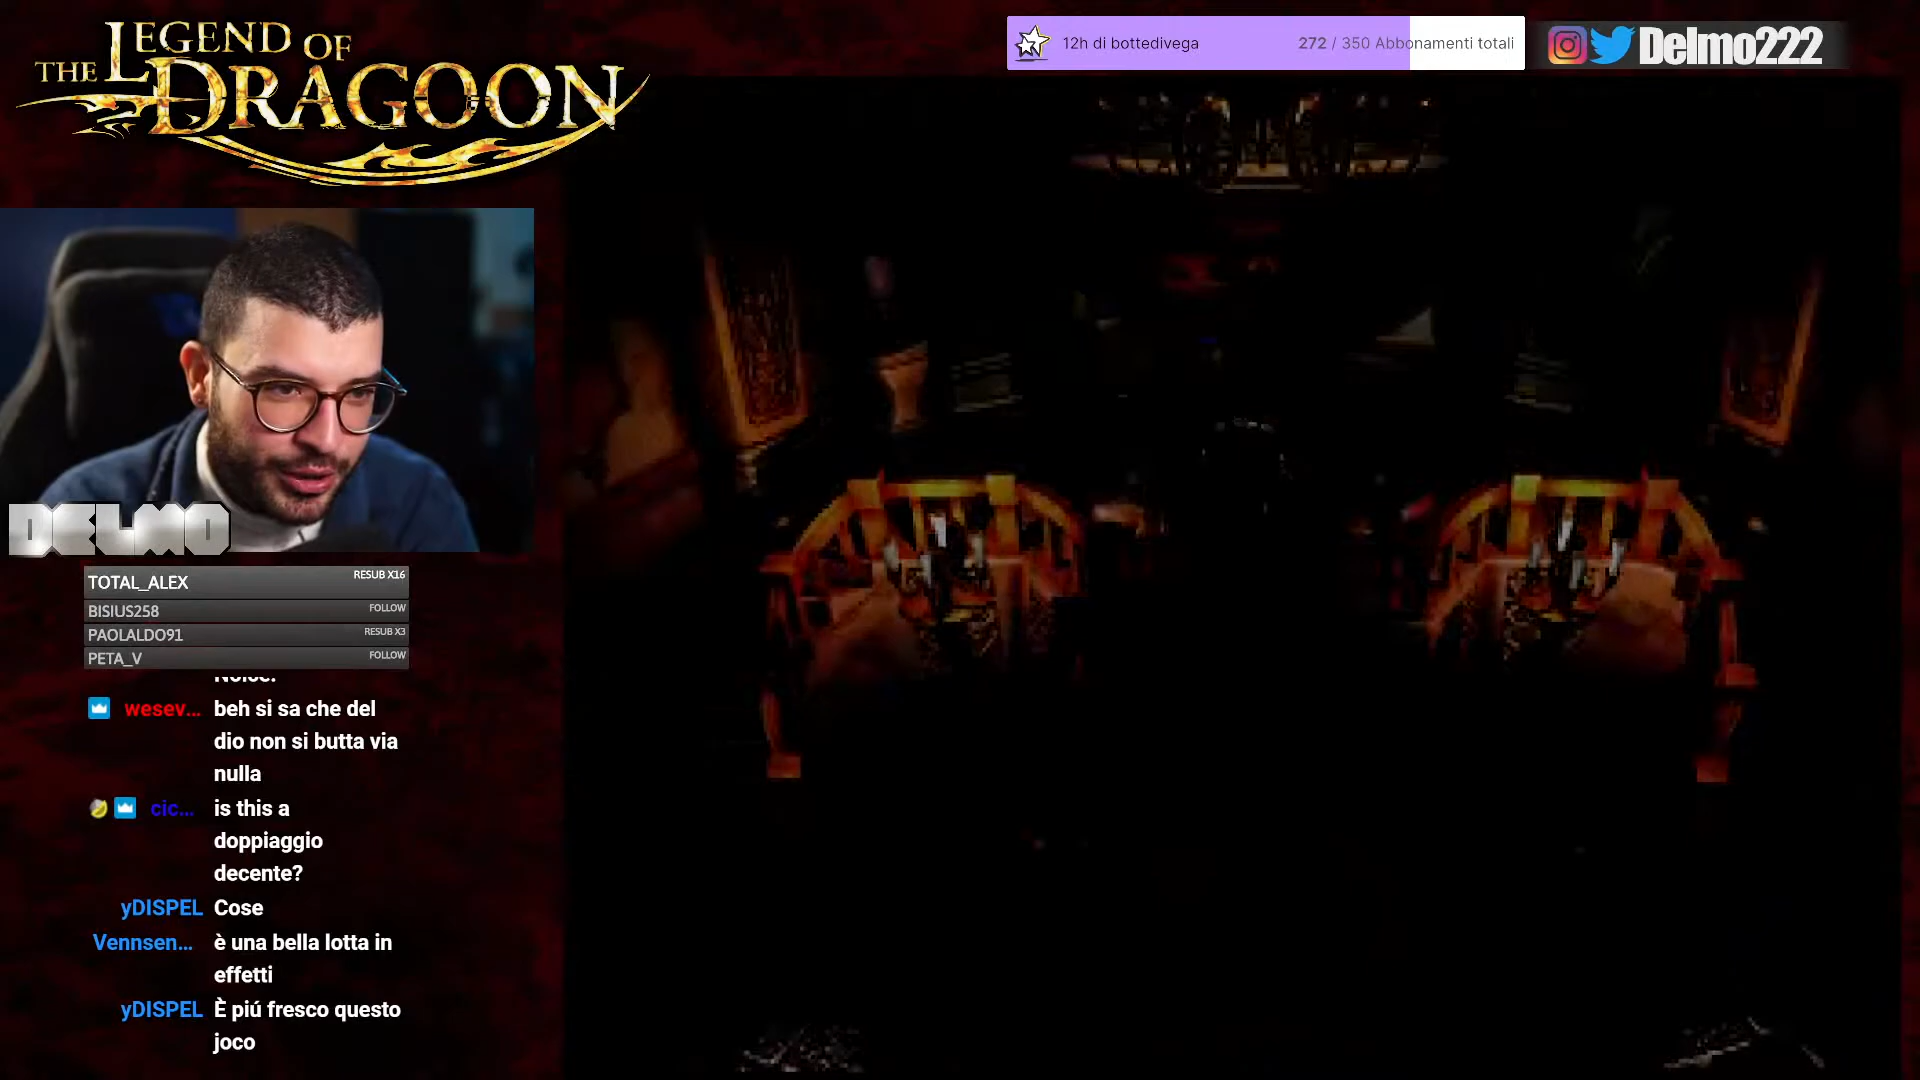 THE LEGEND OF
DRAGOON
12h di bottedivega
272 / 350 Abbonamenti totali
Delmo222
DELMO
TOTAL_ALEX RESUB X16
BISIUS258 FOLLOW
PAOLALDO91 RESUB X3
PETA_V FOLLOW
wesev... beh si sa che del
dio non si butta via
nulla
cic... is this a
doppiaggio
decente?
yDISPEL Cose
Vennsen... è una bella lotta in
effetti
yDISPEL È piú fresco questo
joco